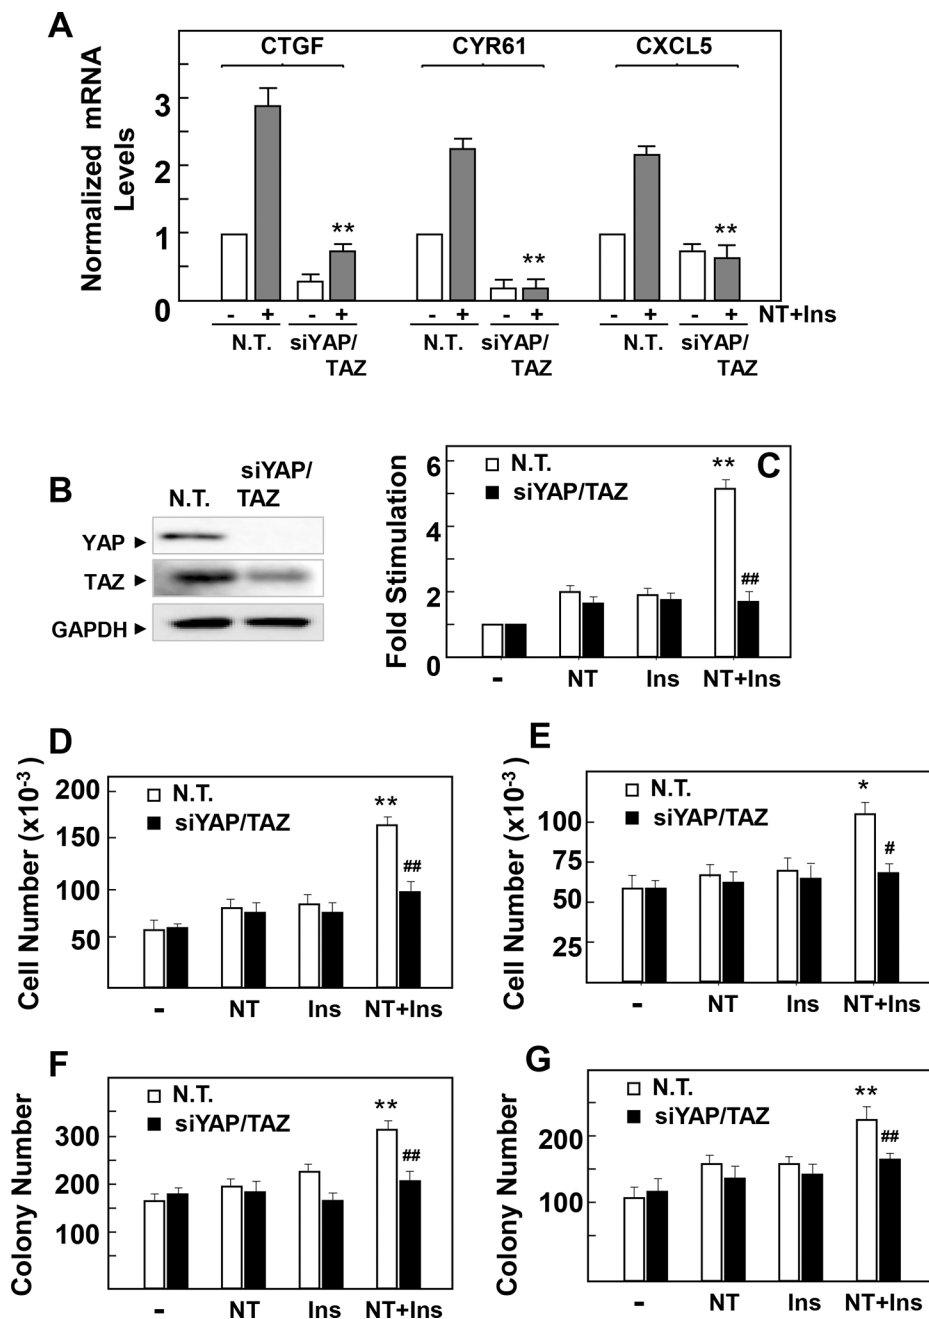 A
CTGF CYR61 CXCL5
Normalized mRNA
Levels
3
2
1
0
** ** **
- + - + - + - + - + - + NT+Ins
N.T. siYAP/ N.T. siYAP/ N.T. siYAP/
TAZ TAZ TAZ
B
siYAP/
N.T. TAZ
YAP ►
TAZ ►
GAPDH ►
C
N.T.
siYAP/TAZ
Fold Stimulation
6
4
2
0
**
##
- NT Ins NT+Ins
D
N.T.
siYAP/TAZ
Cell Number (x10-3)
200
150
100
50
**
##
- NT Ins NT+Ins
E
N.T.
siYAP/TAZ
Cell Number (x10-3)
100
75
50
25
*
#
- NT Ins NT+Ins
F
N.T.
siYAP/TAZ
Colony Number
300
200
100
**
##
- NT Ins NT+Ins
G
N.T.
siYAP/TAZ
Colony Number
200
100
**
##
- NT Ins NT+Ins